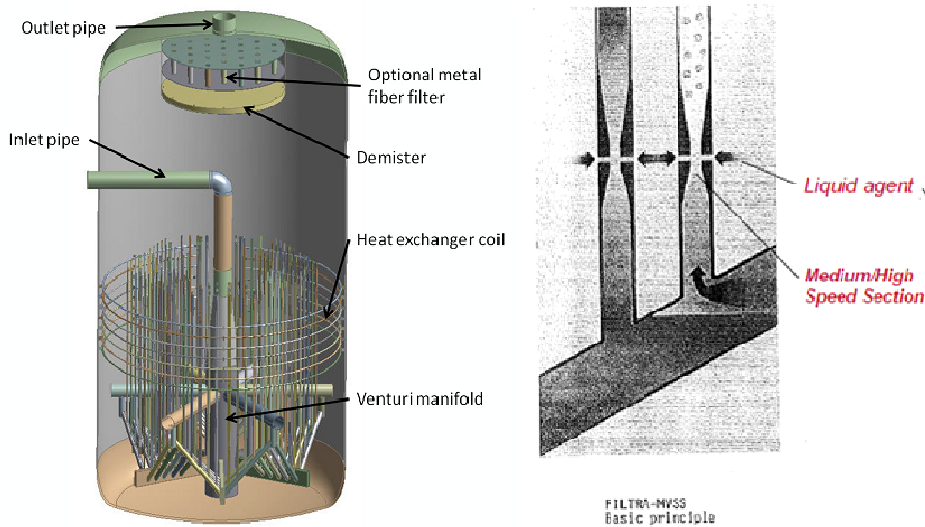 Outlet pipe
Optional metal
fiber filter
Inlet pipe
Demister
Heat exchanger coil
Venturi manifold
Liquid agent
Medium/High
Speed Section
FILTRA-MVSS
Basic principle